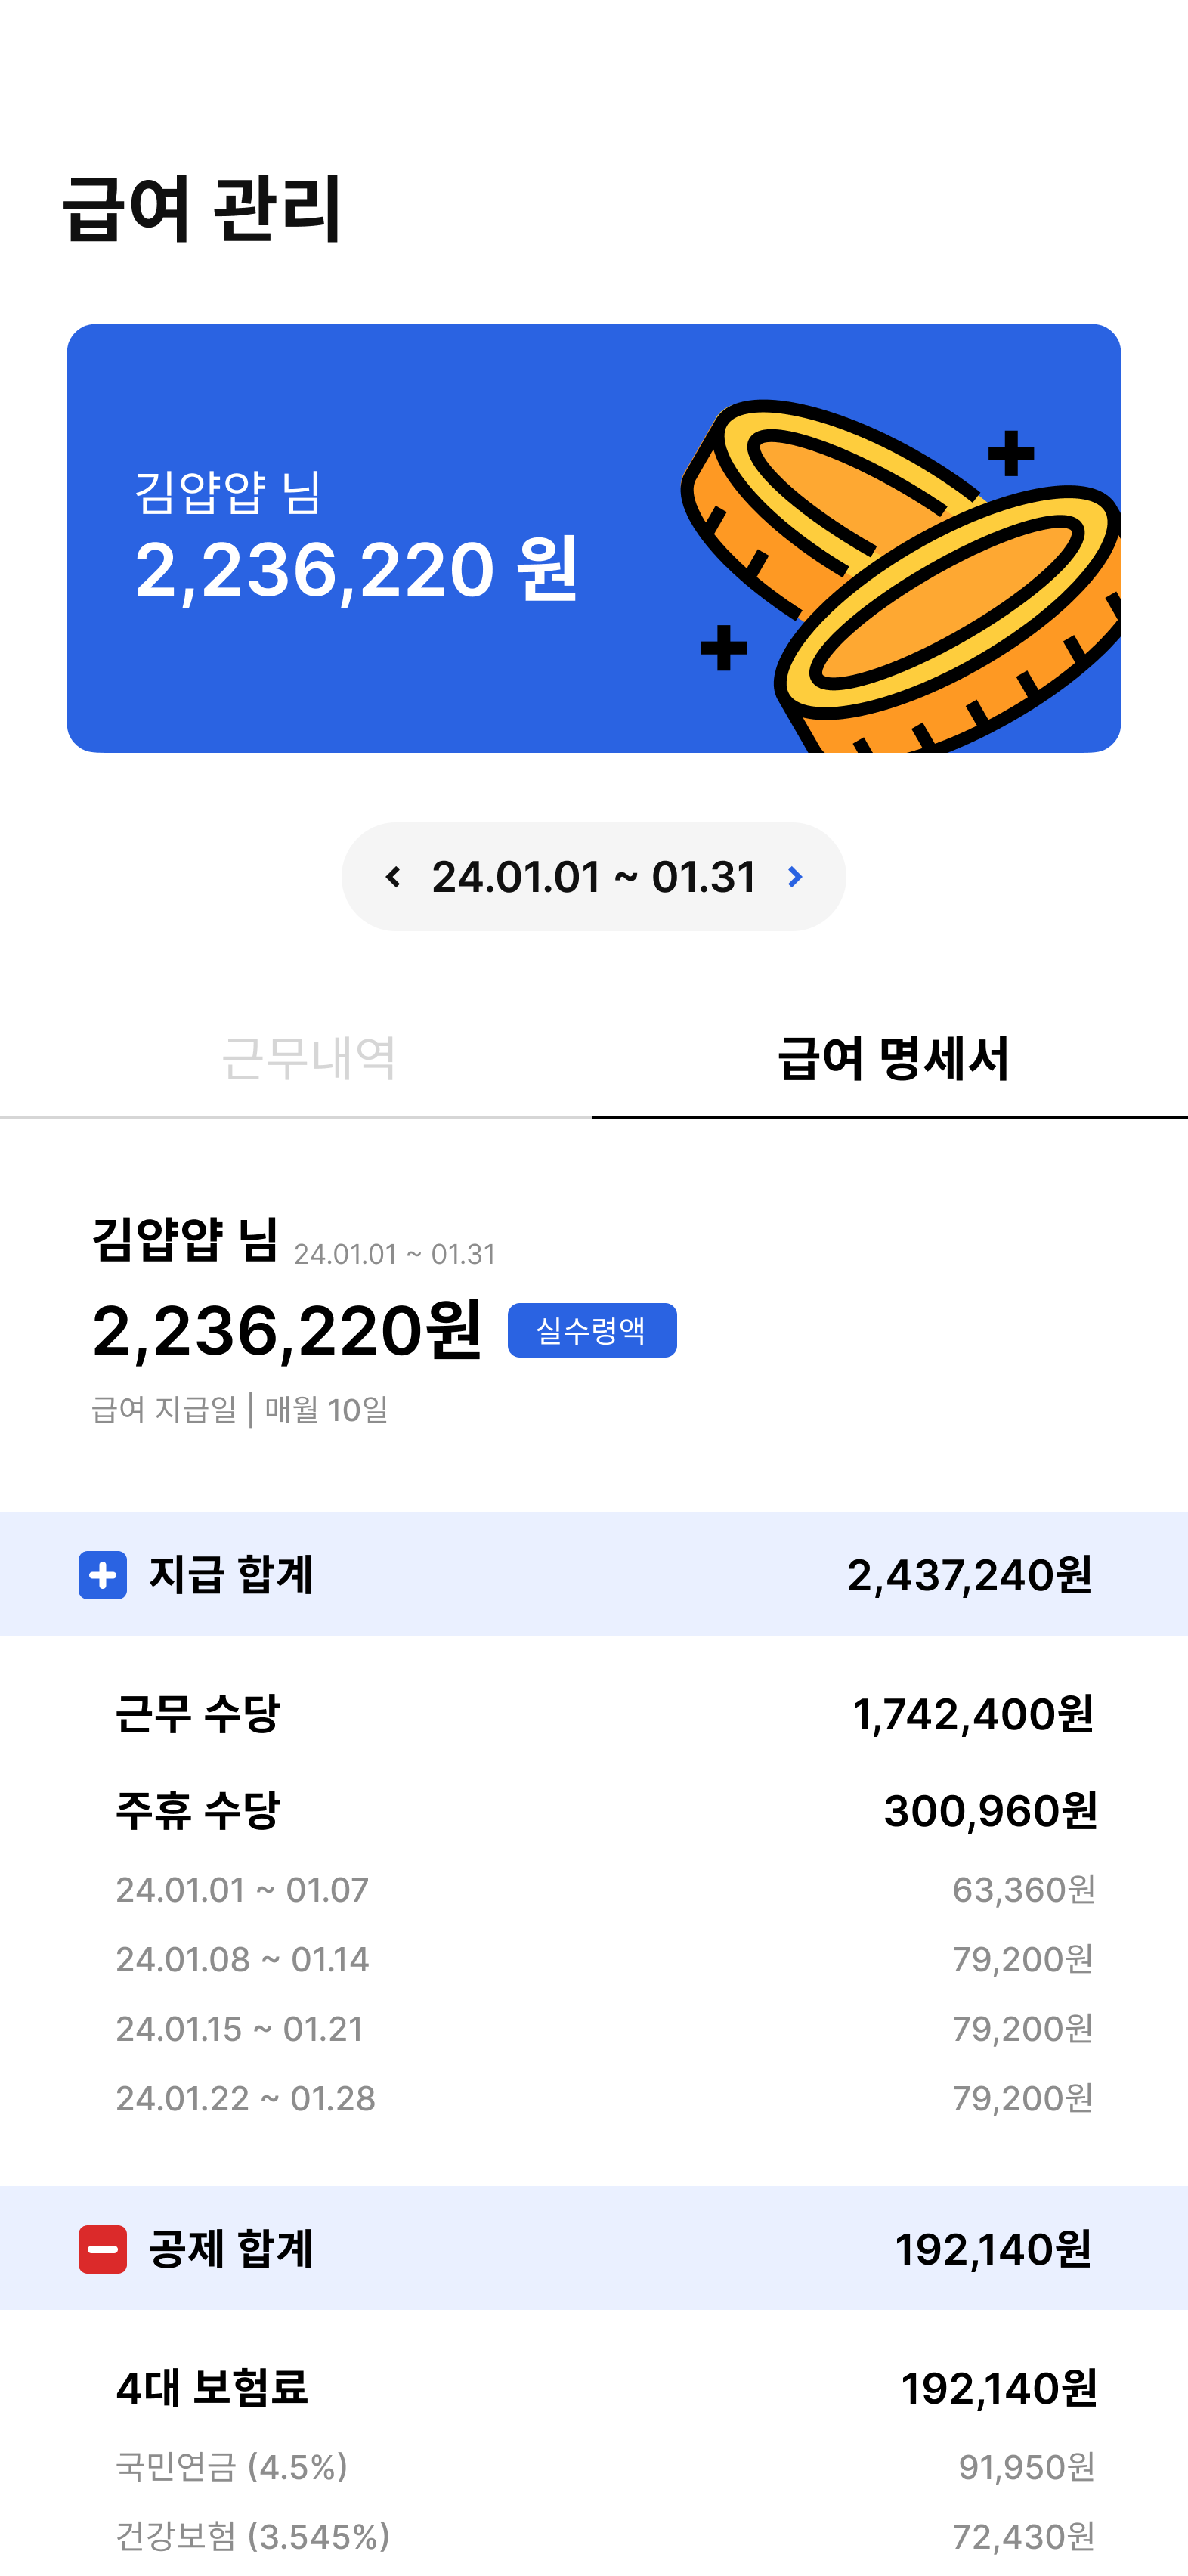 급여 관리
김얍얍 님
2,236,220 원
24.01.01 ~ 01.31
근무내역 급여 명세서
김얍얍 님 24.01.01 ~ 01.31
2,236,220원 실수령액
급여 지급일 | 매월 10일
지급 합계 2,437,240원
근무 수당 1,742,400원
주휴 수당 300,960원
24.01.01 ~ 01.07 63,360원
24.01.08 ~ 01.14 79,200원
24.01.15 ~ 01.21 79,200원
24.01.22 ~ 01.28 79,200원
공제 합계 192,140원
4대 보험료 192,140원
국민연금 (4.5%) 91,950원
건강보험 (3.545%) 72,430원